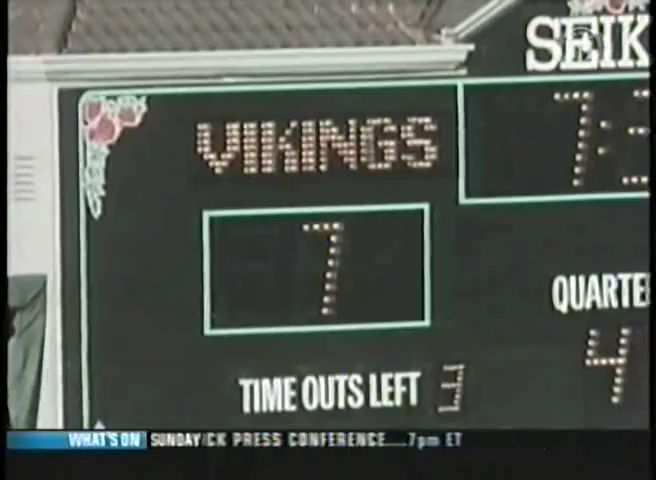 SEIK
VIKINGS
7:
7
QUARTE
TIME OUTS LEFT 3
4
WHAT'S ON SUNDAY CK PRESS CONFERENCE....7pm ET